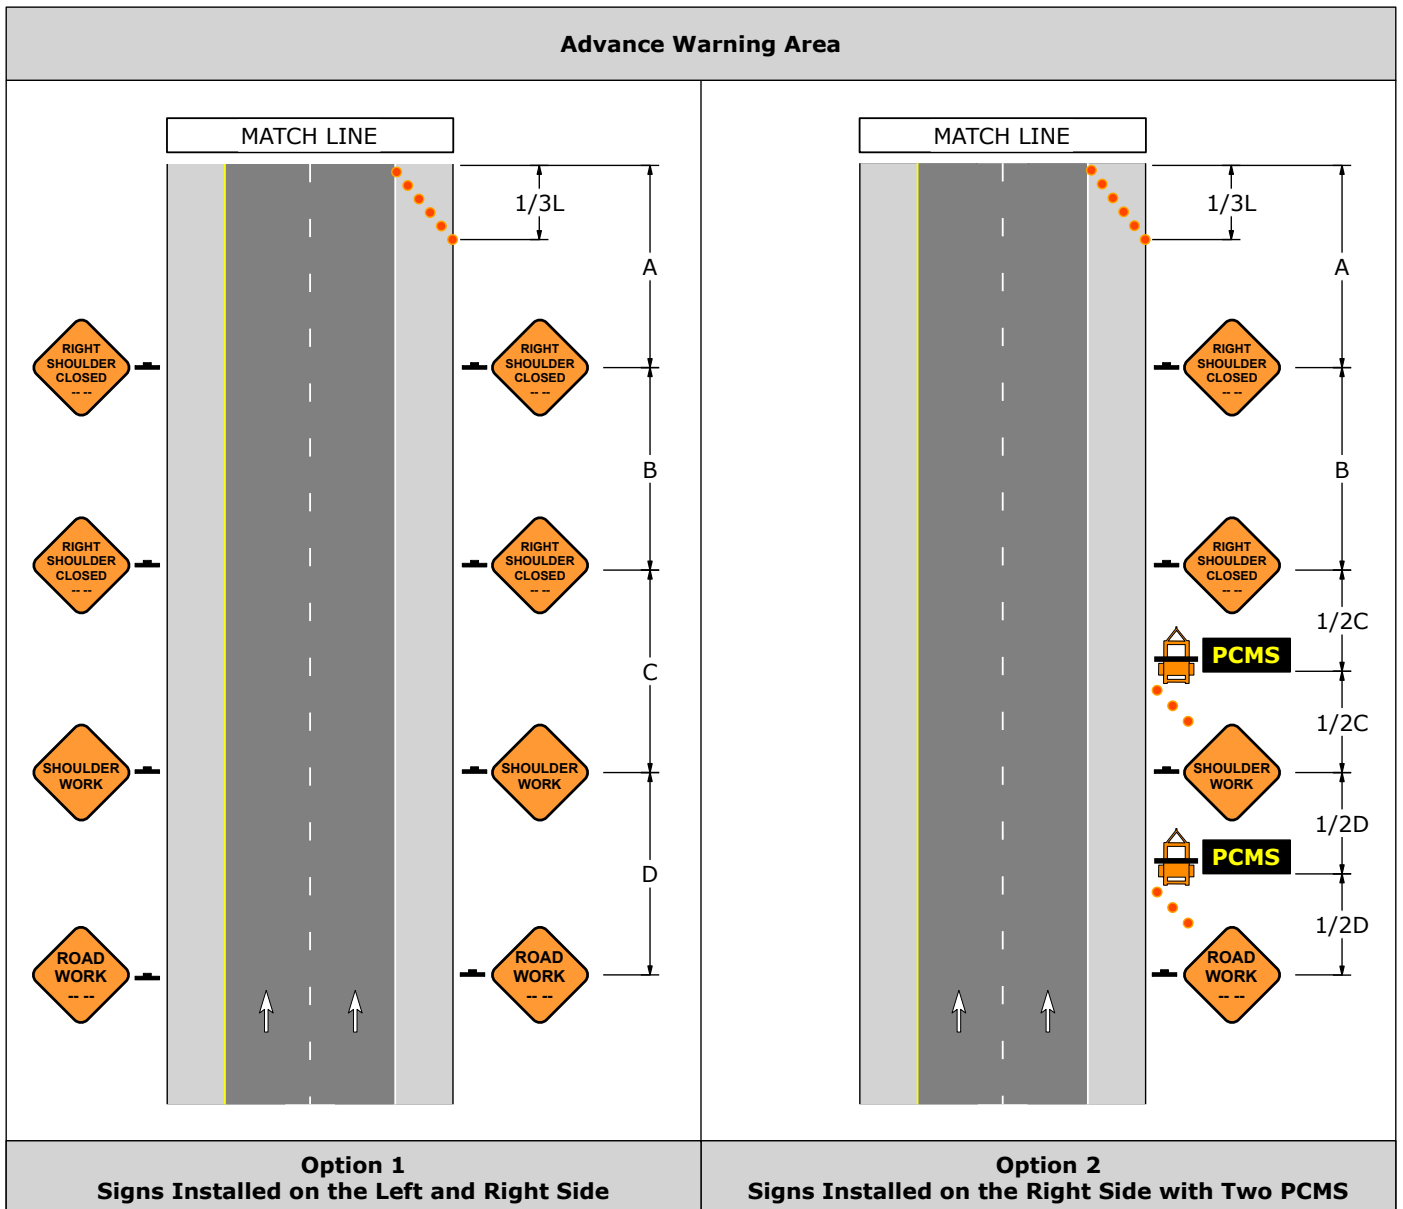 Advance Warning Area
MATCH LINE
1/3L
A
RIGHT
SHOULDER
CLOSED
-- --
RIGHT
SHOULDER
CLOSED
-- --
B
RIGHT
SHOULDER
CLOSED
-- --
RIGHT
SHOULDER
CLOSED
-- --
C
SHOULDER
WORK
SHOULDER
WORK
D
ROAD
WORK
-- --
ROAD
WORK
-- --
Option 1
Signs Installed on the Left and Right Side
MATCH LINE
1/3L
A
RIGHT
SHOULDER
CLOSED
-- --
B
RIGHT
SHOULDER
CLOSED
-- --
1/2C
PCMS
1/2C
SHOULDER
WORK
1/2D
PCMS
1/2D
ROAD
WORK
-- --
Option 2
Signs Installed on the Right Side with Two PCMS